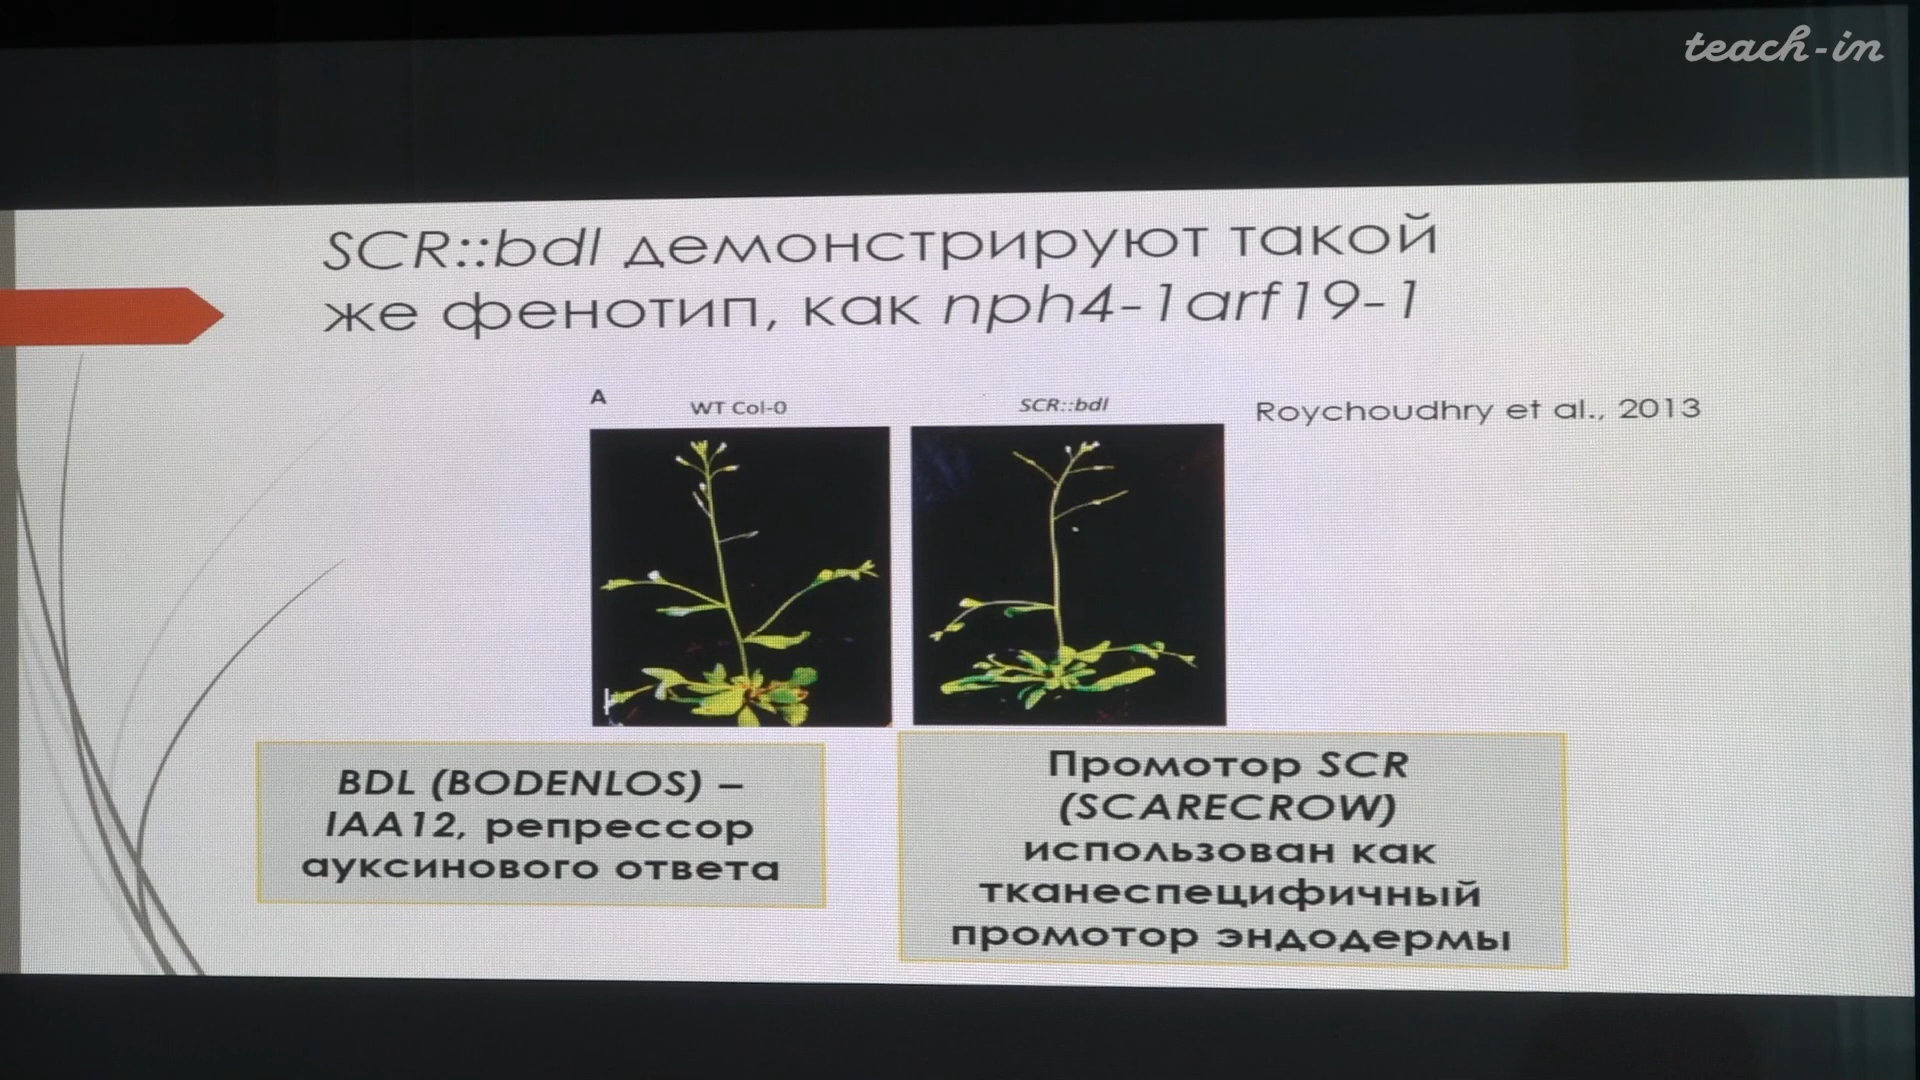 teach-in
SCR::bdl демонстрируют такой
же фенотип, как nph4-1arf19-1
A
WT Col-0
SCR::bdl
Roychoudhry et al., 2013
BDL (BODENLOS) –
IAA12, репрессор
ауксинового ответа
Промотор SCR
(SCARECROW)
использован как
тканеспецифичный
промотор эндодермы